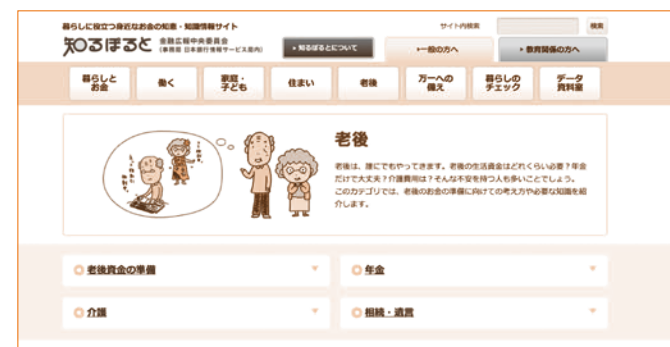 暮らしに役立つ身近なお金の知恵・知識情報サイト
サイト内検索
検索
知るぽると
金融広報中央委員会
(事務局 日本銀行情報サービス局内)
知るぽるとについて
一般の方へ
教育関係の方へ
暮らしと
お金
働く
家庭・
子ども
住まい
老後
万一への
備え
暮らしの
チェック
データ
資料室
老後
老後は、誰にでもやってきます。老後の生活資金はどれくらい必要？年金
だけで大丈夫？介護費用は？そんな不安を持つ人も多いことでしょう。
このカテゴリでは、老後のお金の準備に向けての考え方や必要な知識を紹
介します。
老後資金の準備
年金
介護
相続・遺言